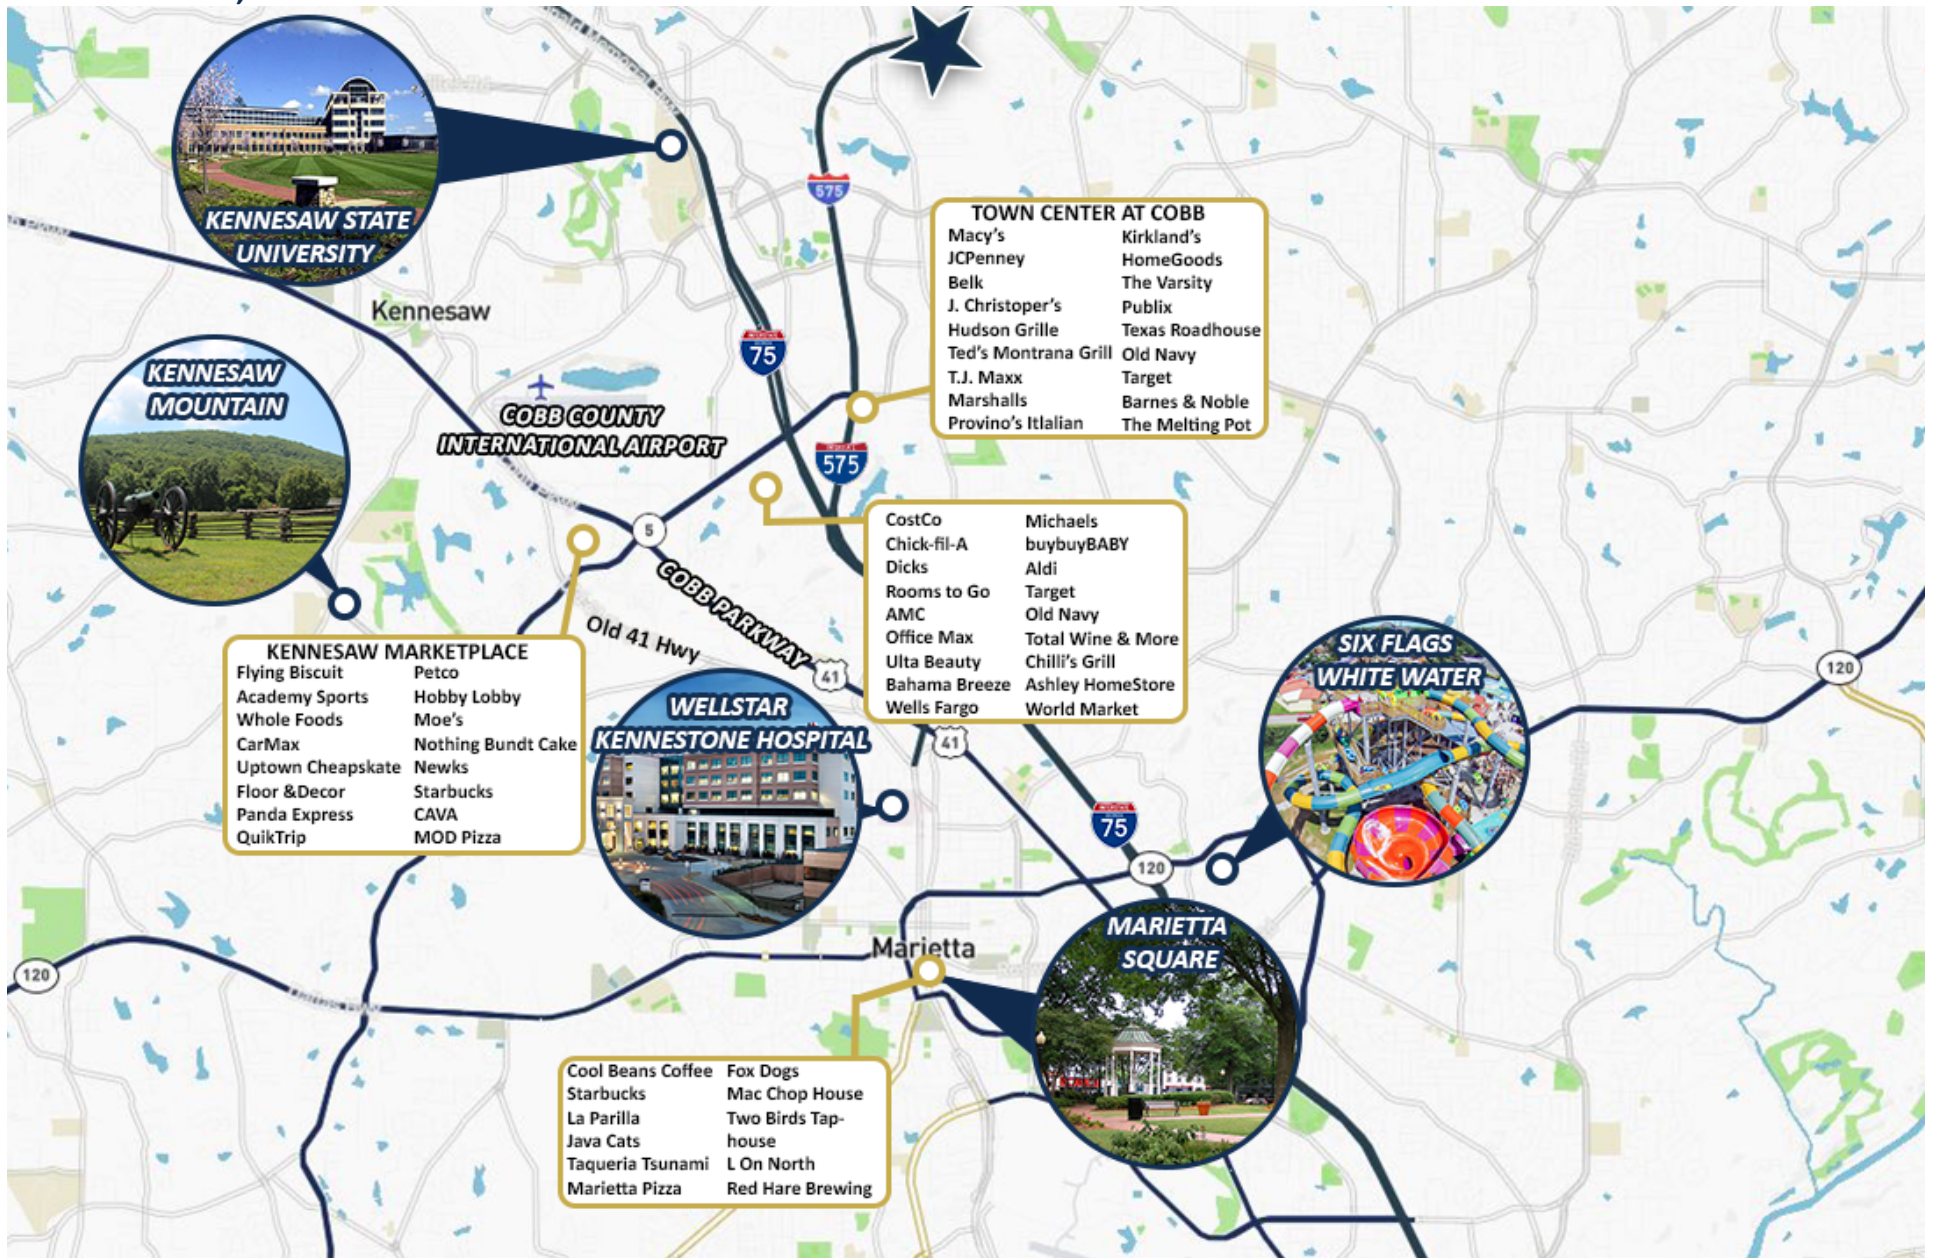 KENNESAW STATE
UNIVERSITY
575
TOWN CENTER AT COBB
Macy's
JCPenney
Belk
J. Christoper's
Hudson Grille
Ted's Montrana Grill
T.J. Maxx
Marshalls
Provino's Itlalian
Kirkland's
HomeGoods
The Varsity
Publix
Texas Roadhouse
Old Navy
Target
Barnes & Noble
The Melting Pot
Kennesaw
INTERSTATE
75
KENNESAW
MOUNTAIN
COBB COUNTY
INTERNATIONAL AIRPORT
575
5
COBB PARKWAY
Old 41 Hwy
41
CostCo
Chick-fil-A
Dicks
Rooms to Go
AMC
Office Max
Ulta Beauty
Bahama Breeze
Wells Fargo
Michaels
buybuyBABY
Aldi
Target
Old Navy
Total Wine & More
Chilli's Grill
Ashley HomeStore
World Market
KENNESAW MARKETPLACE
Flying Biscuit
Academy Sports
Whole Foods
CarMax
Uptown Cheapskate
Floor &Decor
Panda Express
QuikTrip
Petco
Hobby Lobby
Moe's
Nothing Bundt Cake
Newks
Starbucks
CAVA
MOD Pizza
WELLSTAR
KENNESTONE HOSPITAL
41
SIX FLAGS
WHITE WATER
120
INTERSTATE
75
120
Marietta
MARIETTA
SQUARE
120
Dallas Hwy
Cool Beans Coffee
Starbucks
La Parilla
Java Cats
Taqueria Tsunami
Marietta Pizza
Fox Dogs
Mac Chop House
Two Birds Tap-
house
L On North
Red Hare Brewing